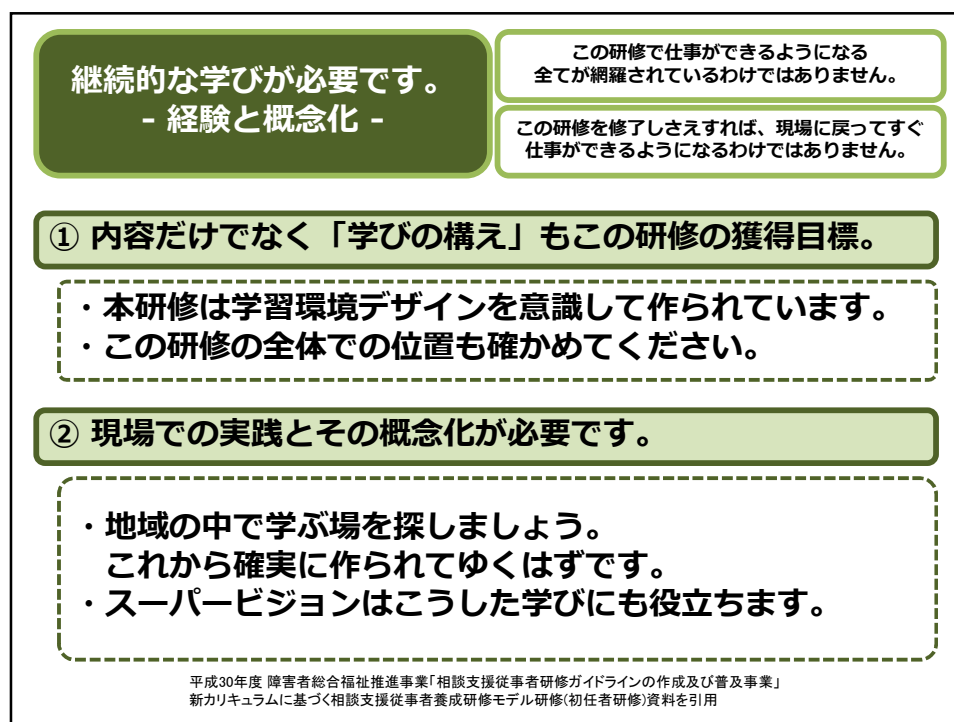 継続的な学びが必要です。
- 経験と概念化 -
この研修で仕事ができるようになる
全てが網羅されているわけではありません。
この研修を修了しさえすれば、現場に戻ってすぐ
仕事ができるようになるわけではありません。
① 内容だけでなく「学びの構え」もこの研修の獲得目標。
・本研修は学習環境デザインを意識して作られています。
・この研修の全体での位置も確かめてください。
② 現場での実践とその概念化が必要です。
・地域の中で学ぶ場を探しましょう。
これから確実に作られてゆくはずです。
・スーパービジョンはこうした学びにも役立ちます。
平成30年度 障害者総合福祉推進事業「相談支援従事者研修ガイドラインの作成及び普及事業」
新カリキュラムに基づく相談支援従事者養成研修モデル研修(初任者研修)資料を引用